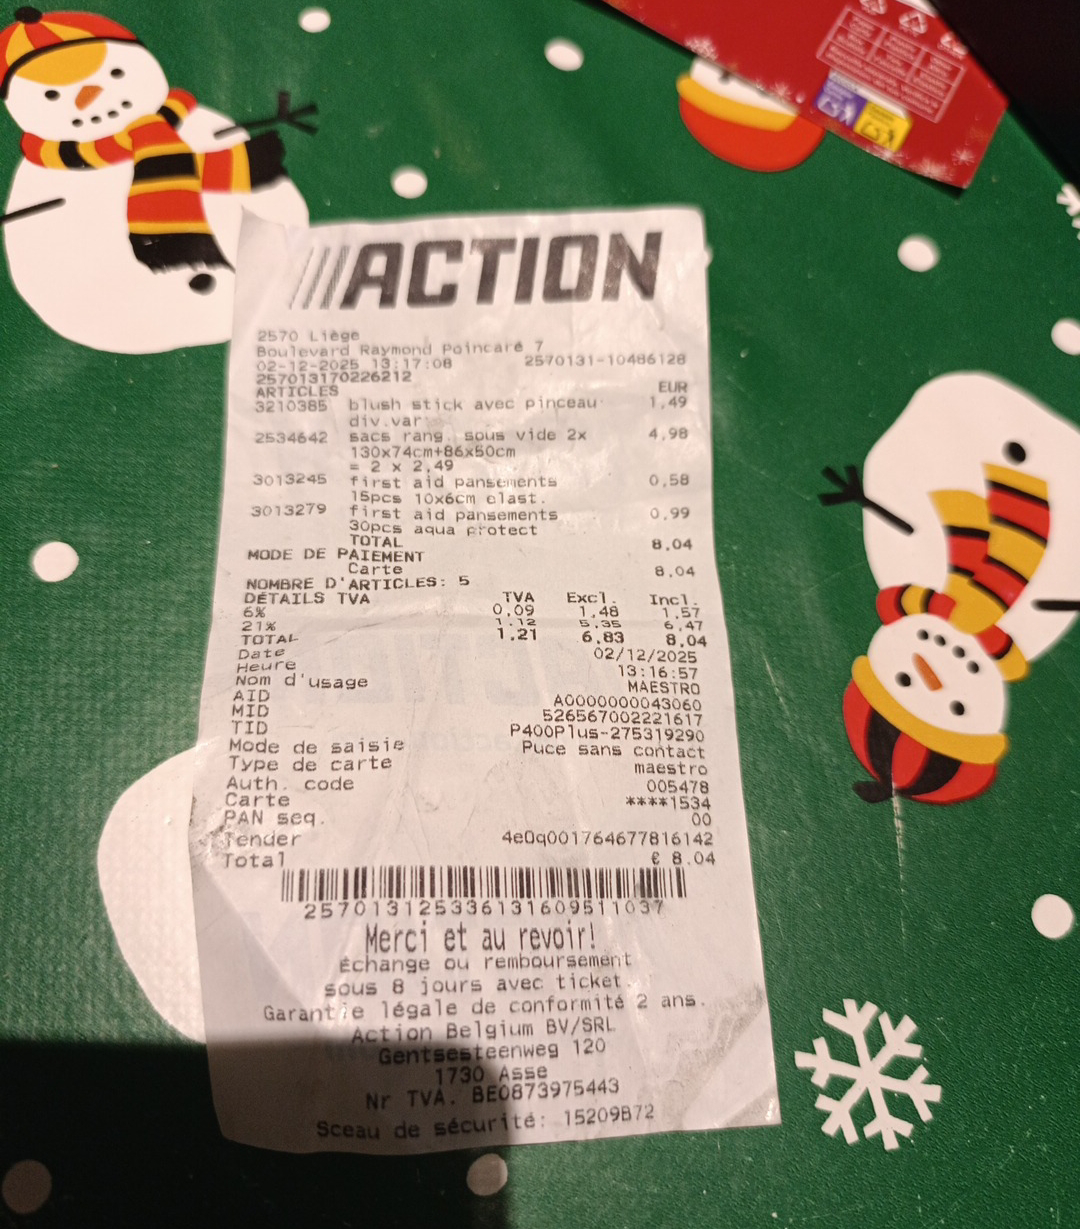 ACTION
2570 Liège
Boulevard Raymond Poincaré 7
02-12-2025 13:17:08 2570131-10486128
257013170226212
ARTICLES EUR
3210385 blush stick avec pinceau 1,49
div.var
2534642 sacs rang. sous vide 2x 4,98
130x74cm+86x50cm
= 2 x 2,49
3013245 first aid pansements 0,58
15pcs 10x6cm elast.
3013279 first aid pansements 0,99
30pcs aqua protect
TOTAL 8.04
MODE DE PAIEMENT
Carte 8,04
NOMBRE D'ARTICLES: 5
DÉTAILS TVA TVA Excl. Incl.
6% 0,09 1,48 1,57
21% 1,12 5,35 6,47
TOTAL 1,21 6,83 8,04
Date 02/12/2025
Heure 13:16:57
Nom d'usage MAESTRO
AID A0000000043060
MID 526567002221617
TID P400Plus-275319290
Mode de saisie Puce sans contact
Type de carte maestro
Auth. code 005478
Carte ****1534
PAN seq. 00
Tender 4eOq001764677816142
Total € 8.04
257013125336131609511037
Merci et au revoir!
Échange ou remboursement
sous 8 jours avec ticket.
Garantie légale de conformité 2 ans.
Action Belgium BV/SRL
Gentsesteenweg 120
1730 Asse
Nr TVA. BE0873975443
Sceau de sécurité: 15209B72